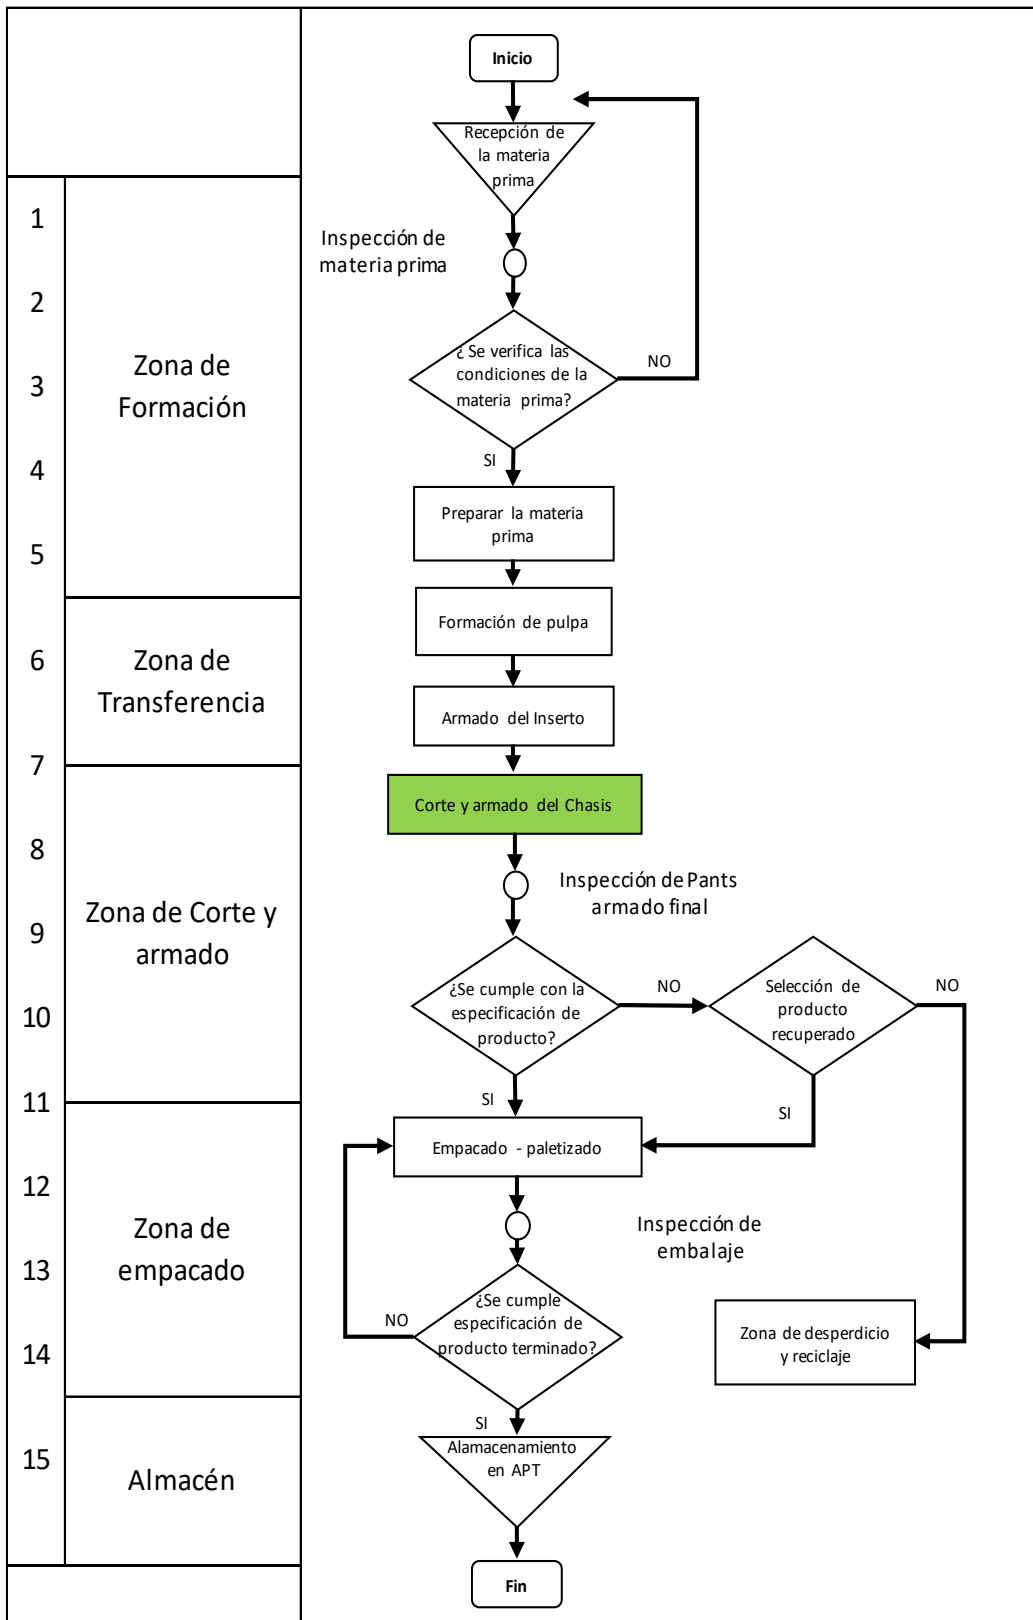 Inicio
Recepción de
la materia
prima
1
Inspección de
materia prima
2
¿ Se verifica las
condiciones de la
materia prima?
NO
Zona de
Formación
3
SI
4
Preparar la materia
prima
5
Formación de pulpa
6
Zona de
Transferencia
Armado del Inserto
7
Corte y armado del Chasis
8
Inspección de Pants
armado final
Zona de Corte y
armado
9
¿Se cumple con la
especificación de
producto?
NO
Selección de
producto
recuperado
NO
10
SI
SI
11
Empacado - paletizado
12
Inspección de
embalaje
Zona de
empacado
13
¿Se cumple
especificación de
producto terminado?
NO
Zona de desperdicio
y reciclaje
14
SI
Alamacenamiento
en APT
15
Almacén
Fin